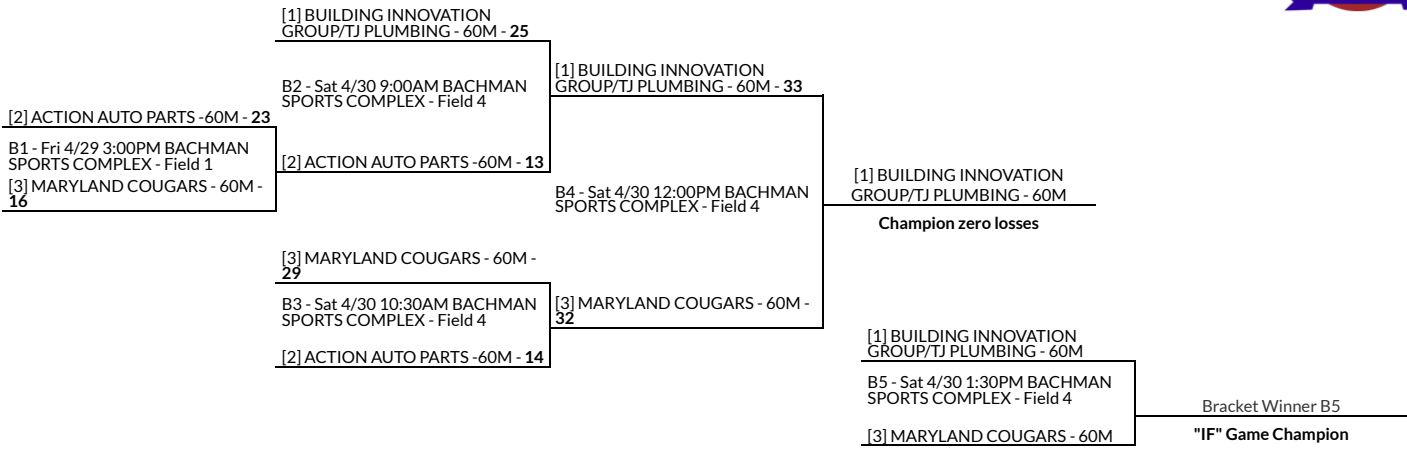 [1] BUILDING INNOVATION
GROUP/TJ PLUMBING - 60M - 25
B2 - Sat 4/30 9:00AM BACHMAN
SPORTS COMPLEX - Field 4
[1] BUILDING INNOVATION
GROUP/TJ PLUMBING - 60M - 33
[2] ACTION AUTO PARTS -60M - 23
B1 - Fri 4/29 3:00PM BACHMAN
SPORTS COMPLEX - Field 1
[3] MARYLAND COUGARS - 60M -
16
[2] ACTION AUTO PARTS -60M - 13
B4 - Sat 4/30 12:00PM BACHMAN
SPORTS COMPLEX - Field 4
[1] BUILDING INNOVATION
GROUP/TJ PLUMBING - 60M
Champion zero losses
[3] MARYLAND COUGARS - 60M -
29
B3 - Sat 4/30 10:30AM BACHMAN
SPORTS COMPLEX - Field 4
[3] MARYLAND COUGARS - 60M -
32
[2] ACTION AUTO PARTS -60M - 14
[1] BUILDING INNOVATION
GROUP/TJ PLUMBING - 60M
B5 - Sat 4/30 1:30PM BACHMAN
SPORTS COMPLEX - Field 4
[3] MARYLAND COUGARS - 60M
Bracket Winner B5
"IF" Game Champion